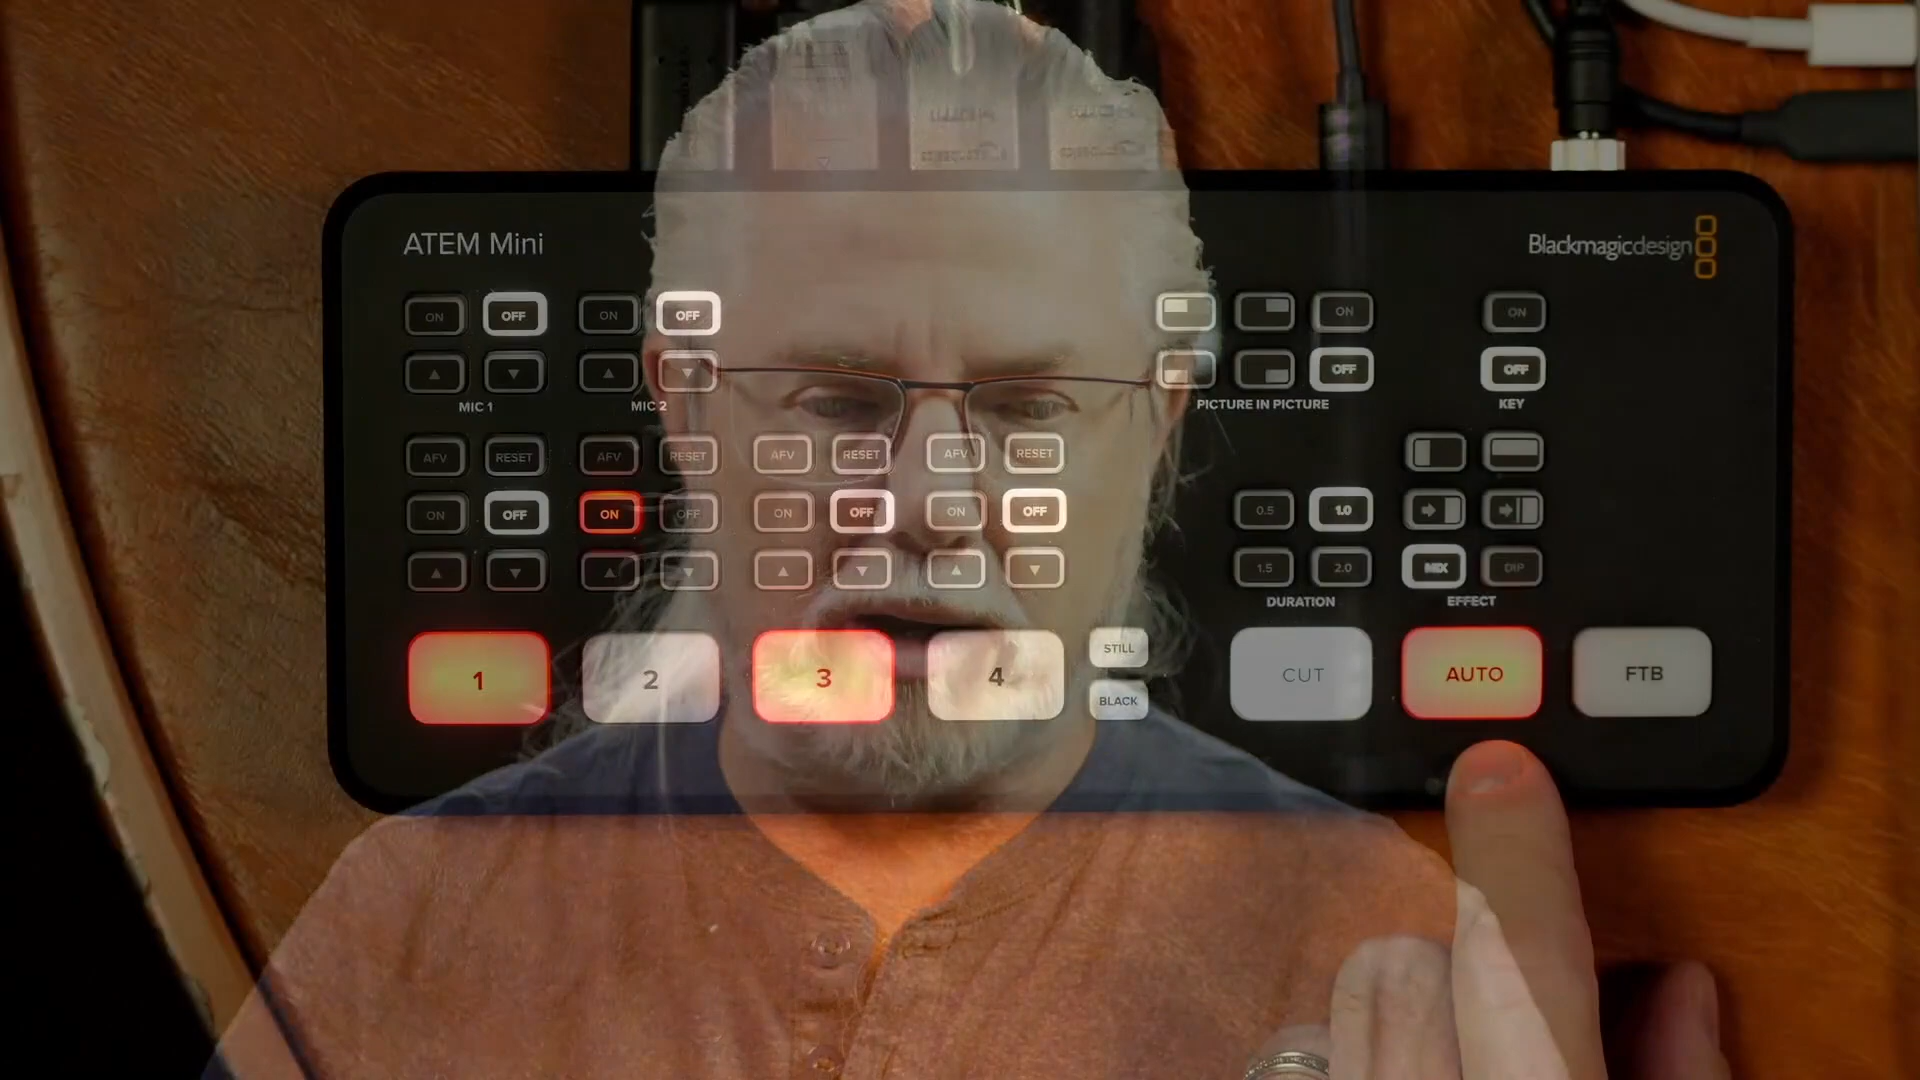 ATEM Mini
Blackmagicdesign
ON OFF ON OFF ON ON
OFF OFF
MIC 1 MIC 2 PICTURE IN PICTURE KEY
AFV RESET AFV RESET AFV RESET AFV RESET
ON OFF ON OFF ON OFF ON OFF 0.5 1.0
1.5 2.0 MIX DIP
DURATION EFFECT
1 2 3 4 STILL CUT AUTO FTB
BLACK